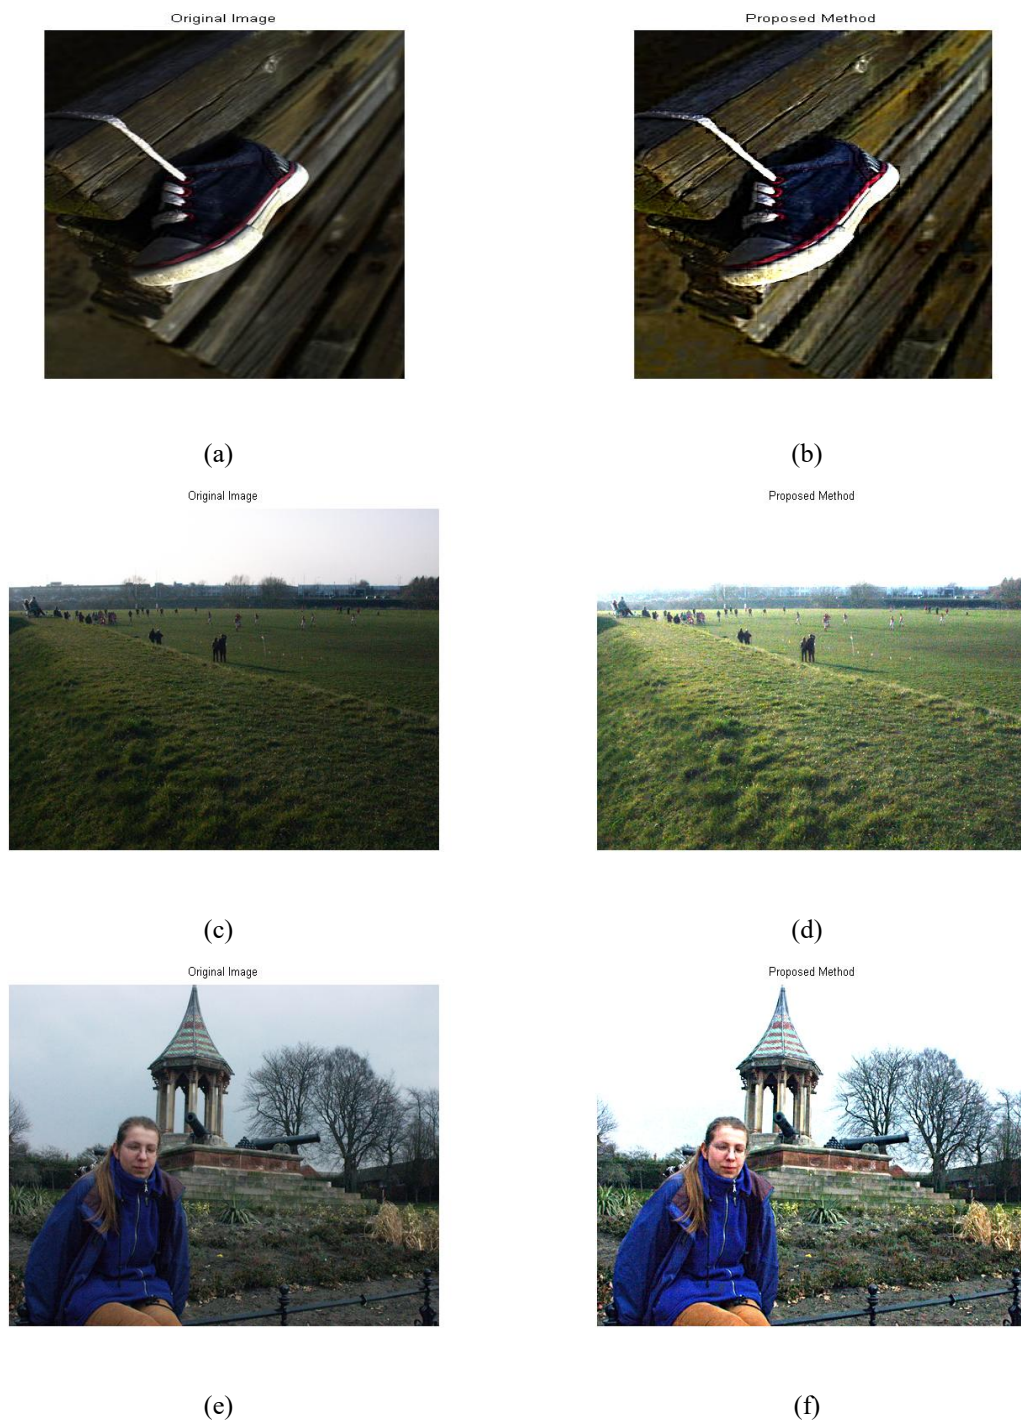 Original Image
Proposed Method
(a)
(b)
Original Image
Proposed Method
(c)
(d)
Original Image
Proposed Method
(e)
(f)